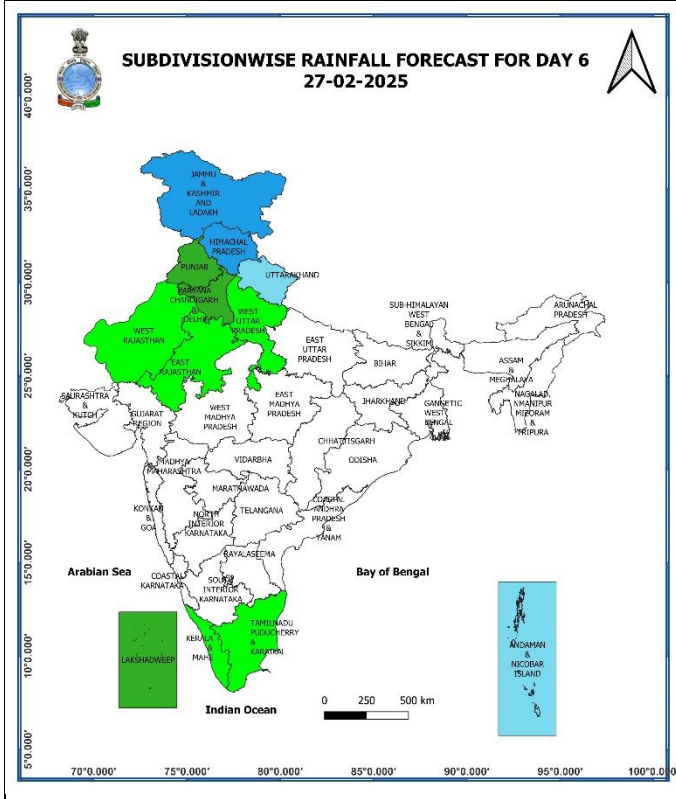 SUBDIVISIONWISE RAINFALL FORECAST FOR DAY 6
27-02-2025
40°0.000'
35°0.000'
30°0.000'
25°0.000'
20°0.000'
15°0.000'
10°0.000'
5°0.000'
JAMMU
&
KASHMIR
AND
LADAKH
HIMACHAL
PRADESH
PUNJAB
UTTARAKHAND
HARYANA
CHANDIGARH
&
DELHI
WEST
UTTAR
PRADESH
WEST
RAJASTHAN
EAST
RAJASTHAN
EAST
UTTAR
PRADESH
SUB-HIMALAYAN
WEST
BENGAL
&
SIKKIM
ARUNACHAL
PRADESH
BIHAR
ASSAM
&
MEGHALAYA
NAGALAD
NMANIPUR
MIZORAM
&
TRIPURA
SAURASHTRA
&
KUTCH
GUJARAT
REGION
WEST
MADHYA
PRADESH
EAST
MADHYA
PRADESH
JHARKHAND
GANGETIC
WEST
BENGAL
CHHATTISGARH
ODISHA
MADHYA
MAHARASHTRA
VIDARBHA
MARATHAWADA
TELANGANA
COASTAL
ANDHRA
PRADESH
&
YANAM
KONKAN
&
GOA
NORTH
INTERIOR
KARNATAKA
RAYALASEEMA
COASTAL
KARNATAKA
SOUTH
INTERIOR
KARNATAKA
Arabian Sea
Bay of Bengal
TAMILNADU
PUDUCHERRY
&
KARAIKAL
KERALA
&
MAHE
LAKSHADWEEP
ANDAMAN
&
NICOBAR
ISLAND
Indian Ocean
0 250 500 km
70°0.000' 75°0.000' 80°0.000' 85°0.000' 90°0.000' 95°0.000' 100°0.000'